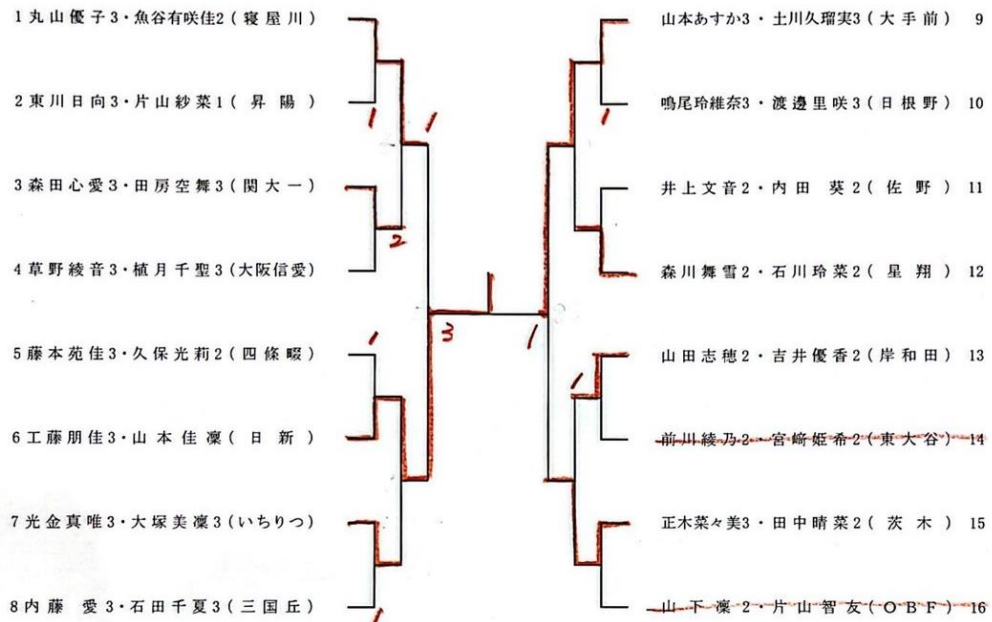 1 丸山優子3・魚谷有咲佳2(寝屋川)
1
2 東川日向3・片山紗菜1(昇陽)
1
3 森田心愛3・田房空舞3(関大一)
2
4 草野綾音3・植月千聖3(大阪信愛)
3
1
5 藤本苑佳3・久保光莉2(四條畷)
6 工藤朋佳3・山本佳凜(日新)
7 光金真唯3・大塚美凜3(いちりつ)
8 内藤 愛3・石田千夏3(三国丘)
1
山本あすか3・土川久瑠実3(大手前) 9
鳴尾玲維奈3・渡邊里咲3(日根野) 10
1
井上文音2・内田 葵2(佐野) 11
森川舞雪2・石川玲菜2(星翔) 12
1
山田志穂2・吉井優香2(岸和田) 13
1
前川綾乃2・宮﨑姫希2(東大谷) 14
正木菜々美3・田中晴菜2(茨木) 15
山下凜2・片山智友(OBF) 16